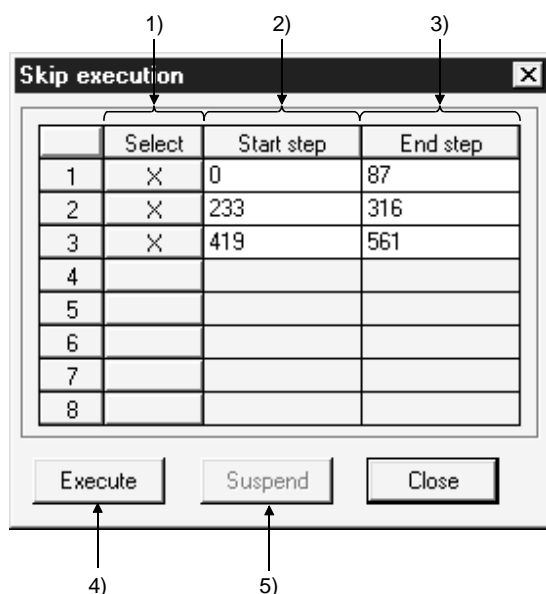 1) 2) 3)
Skip execution
Select Start step End step
1 X 0 87
2 X 233 316
3 X 419 561
4
5
6
7
8
Execute Suspend Close
4) 5)